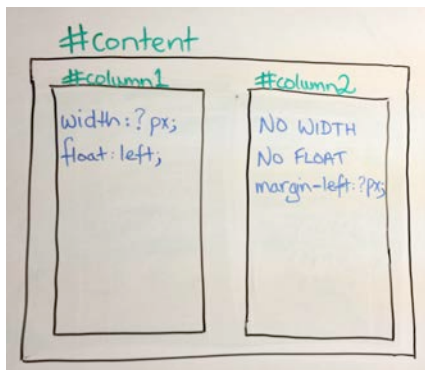 #content
#column1
width:?px;
float:left;
#column2
NO WIDTH
NO FLOAT
margin-left:?px;